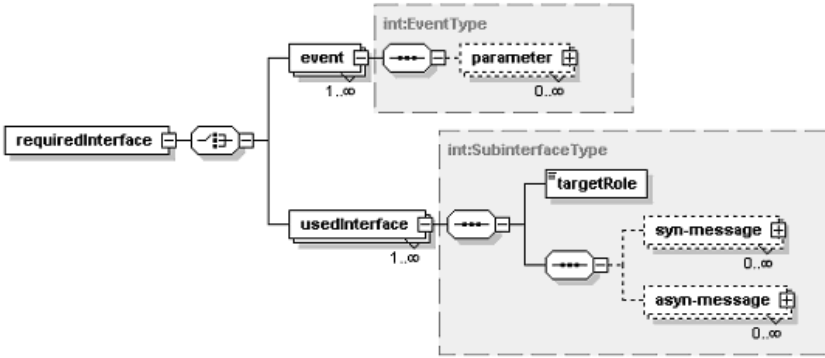 int:EventType
event
parameter
1..∞
0..∞
requiredInterface
int:SubinterfaceType
targetRole
usedInterface
syn-message
1..∞
0..∞
asyn-message
0..∞